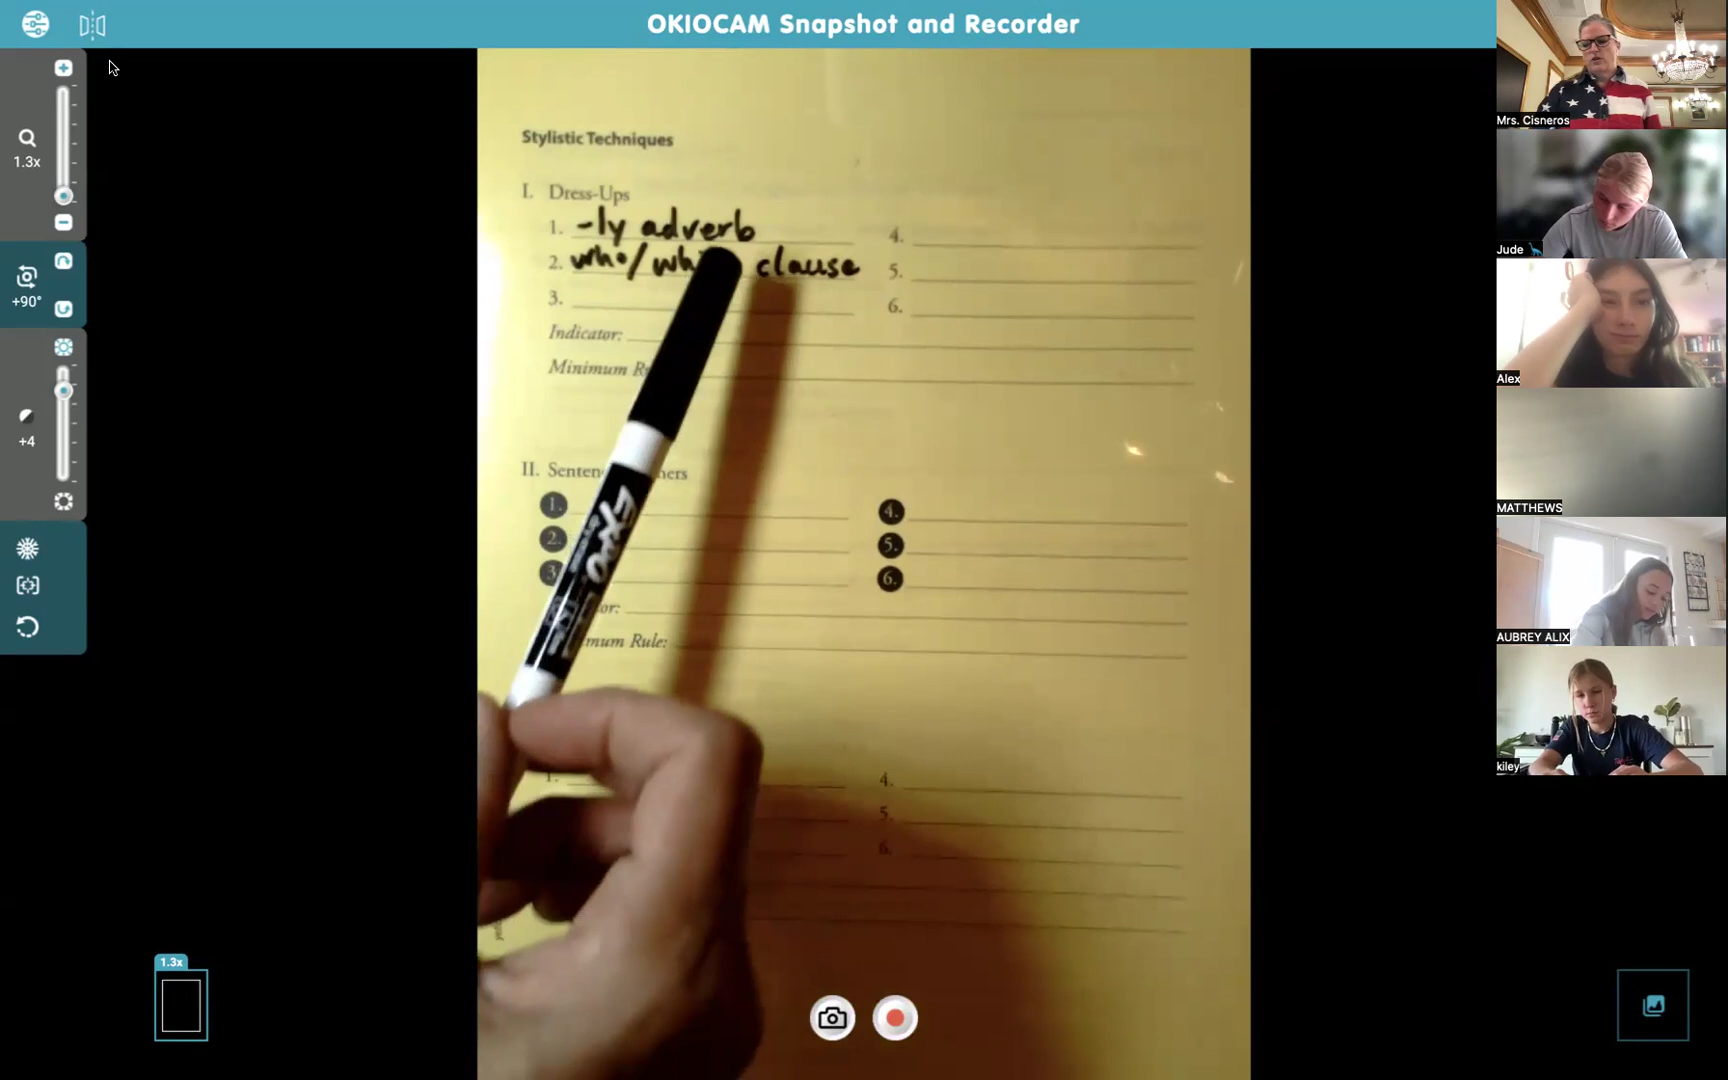 OKIOCAM Snapshot and Recorder
1.3x
+90°
+4
Stylistic Techniques
I. Dress-Ups
1. -ly adverb
2. who/wh clause
3.
4.
5.
6.
Indicator:
Minimum R
II. Senten ners
1.
2.
3
4.
5.
6.
or:
mum Rule:
EXPO
1.
4.
5.
6.
1.3x
Mrs. Cisneros
Jude
Alex
MATTHEWS
AUBREY ALIX
kiley